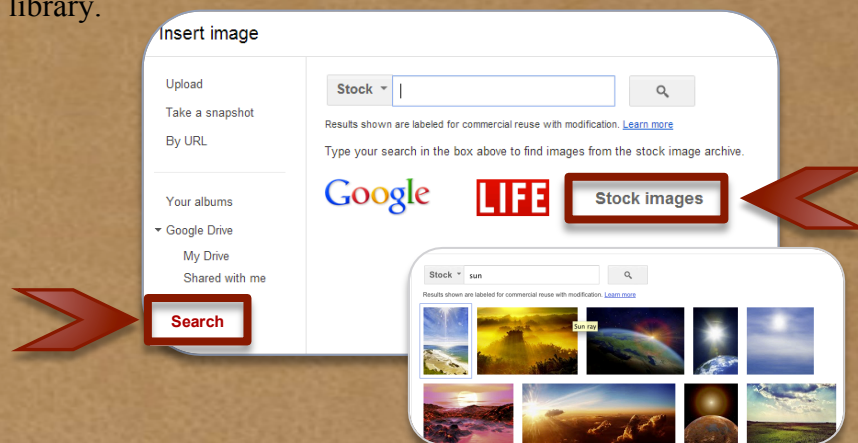 library.
Insert image
Upload
Take a snapshot
By URL
Your albums
Google Drive
My Drive
Shared with me
Search
Stock
Results shown are labeled for commercial reuse with modification. Learn more
Type your search in the box above to find images from the stock image archive.
Google LIFE Stock images
Stock sun
Results shown are labeled for commercial reuse with modification. Learn more
Sun ray